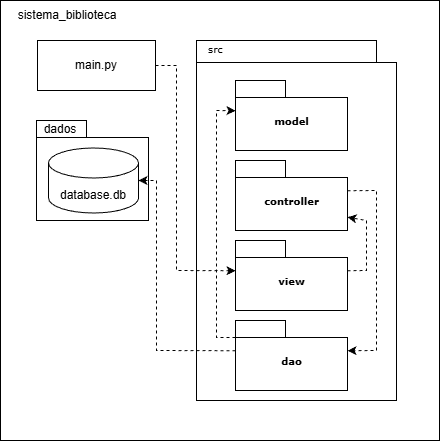 sistema_biblioteca
main.py
src
dados
database.db
model
controller
view
dao